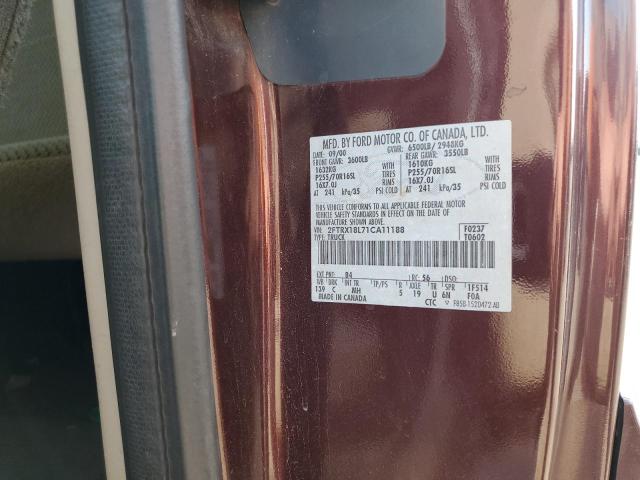 MFD. BY FORD MOTOR CO. OF CANADA, LTD.
DATE: 09/00 GVWR: 6500LB/ 2948KG
FRONT GAWR: 3600LB REAR GAWR: 3550LB
1632KG WITH 1610KG WITH
P255/70R16SL TIRES P255/70R16SL TIRES
16X7.0J RIMS 16X7.0J RIMS
AT 241 kPa/35 PSI COLD AT 241 kPa/35 PSI COLD
THIS VEHICLE CONFORMS TO ALL APPLICABLE FEDERAL MOTOR
VEHICLE SAFETY STANDARDS IN EFFECT ON THE DATE OF
MANUFACTURE SHOWN ABOVE.
VIN: 2FTRX18L71CA11188 F0237
TYPE: TRUCK T0602
EXT PNT: B4 RC: 56 DSO:
WB BRK INT TR TP/PS R AXLE TR SPR 1F514
139 C MH 5 19 U 6N F0A
MADE IN CANADA CTC F85B-1520472-AB